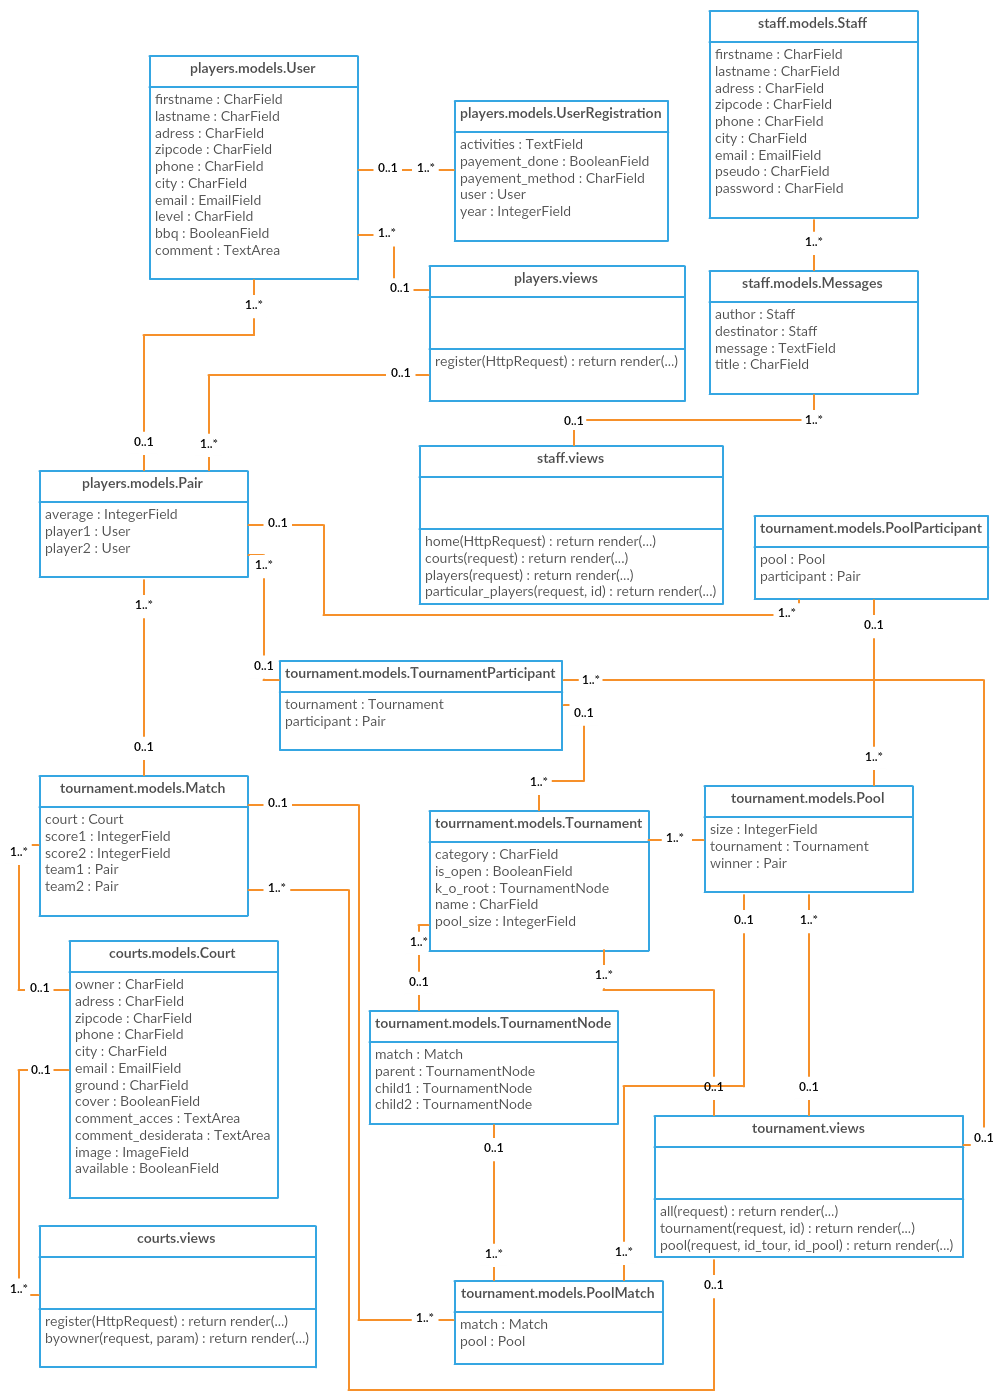 staff.models.Staff
firstname : CharField
lastname : CharField
adress : CharField
zipcode : CharField
phone : CharField
city : CharField
email : EmailField
pseudo : CharField
password : CharField
players.models.User
firstname : CharField
lastname : CharField
adress : CharField
zipcode : CharField
phone : CharField
city : CharField
email : EmailField
level : CharField
bbq : BooleanField
comment : TextArea
players.models.UserRegistration
activities : TextField
payement_done : BooleanField
payement_method : CharField
user : User
year : IntegerField
0..1
1..*
1..*
0..1
1..*
staff.models.Messages
author : Staff
destinator : Staff
message : TextField
title : CharField
players.views
register(HttpRequest) : return render(...)
1..*
0..1
0..1
1..*
0..1
1..*
staff.views
home(HttpRequest) : return render(...)
courts(request) : return render(...)
players(request) : return render(...)
particular_players(request, id) : return render(...)
players.models.Pair
average : IntegerField
player1 : User
player2 : User
0..1
1..*
1..*
tournament.models.PoolParticipant
pool : Pool
participant : Pair
1..*
0..1
1..*
0..1
tournament.models.TournamentParticipant
tournament : Tournament
participant : Pair
1..*
0..1
0..1
1..*
1..*
tournament.models.Match
court : Court
score1 : IntegerField
score2 : IntegerField
team1 : Pair
team2 : Pair
0..1
1..*
1..*
tourrnament.models.Tournament
category : CharField
is_open : BooleanField
k_o_root : TournamentNode
name : CharField
pool_size : IntegerField
1..*
tournament.models.Pool
size : IntegerField
tournament : Tournament
winner : Pair
0..1
1..*
1..*
0..1
1..*
0..1
courts.models.Court
owner : CharField
adress : CharField
zipcode : CharField
phone : CharField
city : CharField
email : EmailField
ground : CharField
cover : BooleanField
comment_acces : TextArea
comment_desiderata : TextArea
image : ImageField
available : BooleanField
0..1
tournament.models.TournamentNode
match : Match
parent : TournamentNode
child1 : TournamentNode
child2 : TournamentNode
0..1
0..1
0..1
0..1
tournament.views
all(request) : return render(...)
tournament(request, id) : return render(...)
pool(request, id_tour, id_pool) : return render(...)
courts.views
register(HttpRequest) : return render(...)
byowner(request, param) : return render(...)
1..*
1..*
1..*
0..1
1..*
tournament.models.PoolMatch
match : Match
pool : Pool